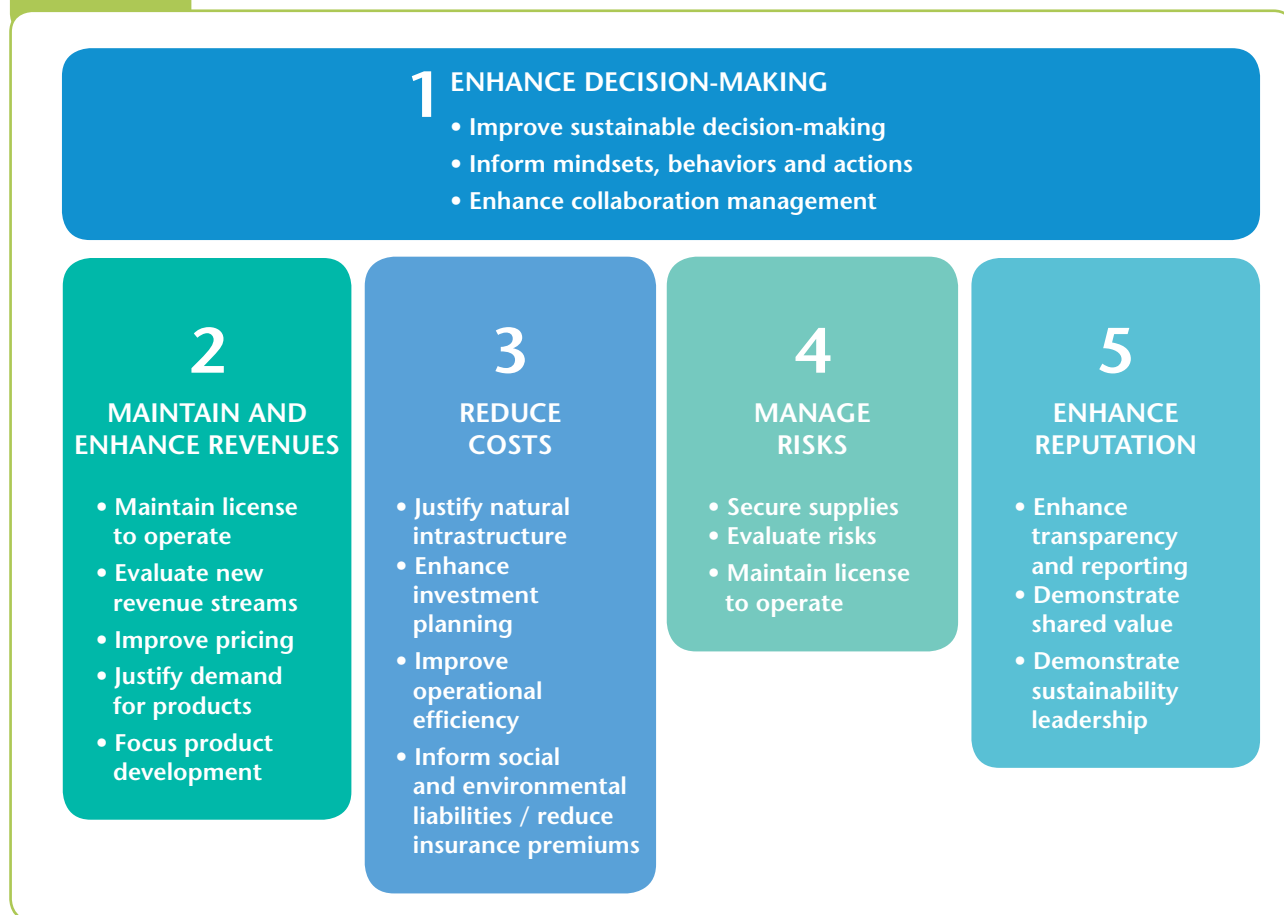 1
ENHANCE DECISION-MAKING
• Improve sustainable decision-making
• Inform mindsets, behaviors and actions
• Enhance collaboration management
2
MAINTAIN AND
ENHANCE REVENUES
• Maintain license
to operate
• Evaluate new
revenue streams
• Improve pricing
• Justify demand
for products
• Focus product
development
3
REDUCE
COSTS
• Justify natural
intrastructure
• Enhance
investment
planning
• Improve
operational
efficiency
• Inform social
and environmental
liabilities / reduce
insurance premiums
4
MANAGE
RISKS
• Secure supplies
• Evaluate risks
• Maintain license
to operate
5
ENHANCE
REPUTATION
• Enhance
transparency
and reporting
• Demonstrate
shared value
• Demonstrate
sustainability
leadership